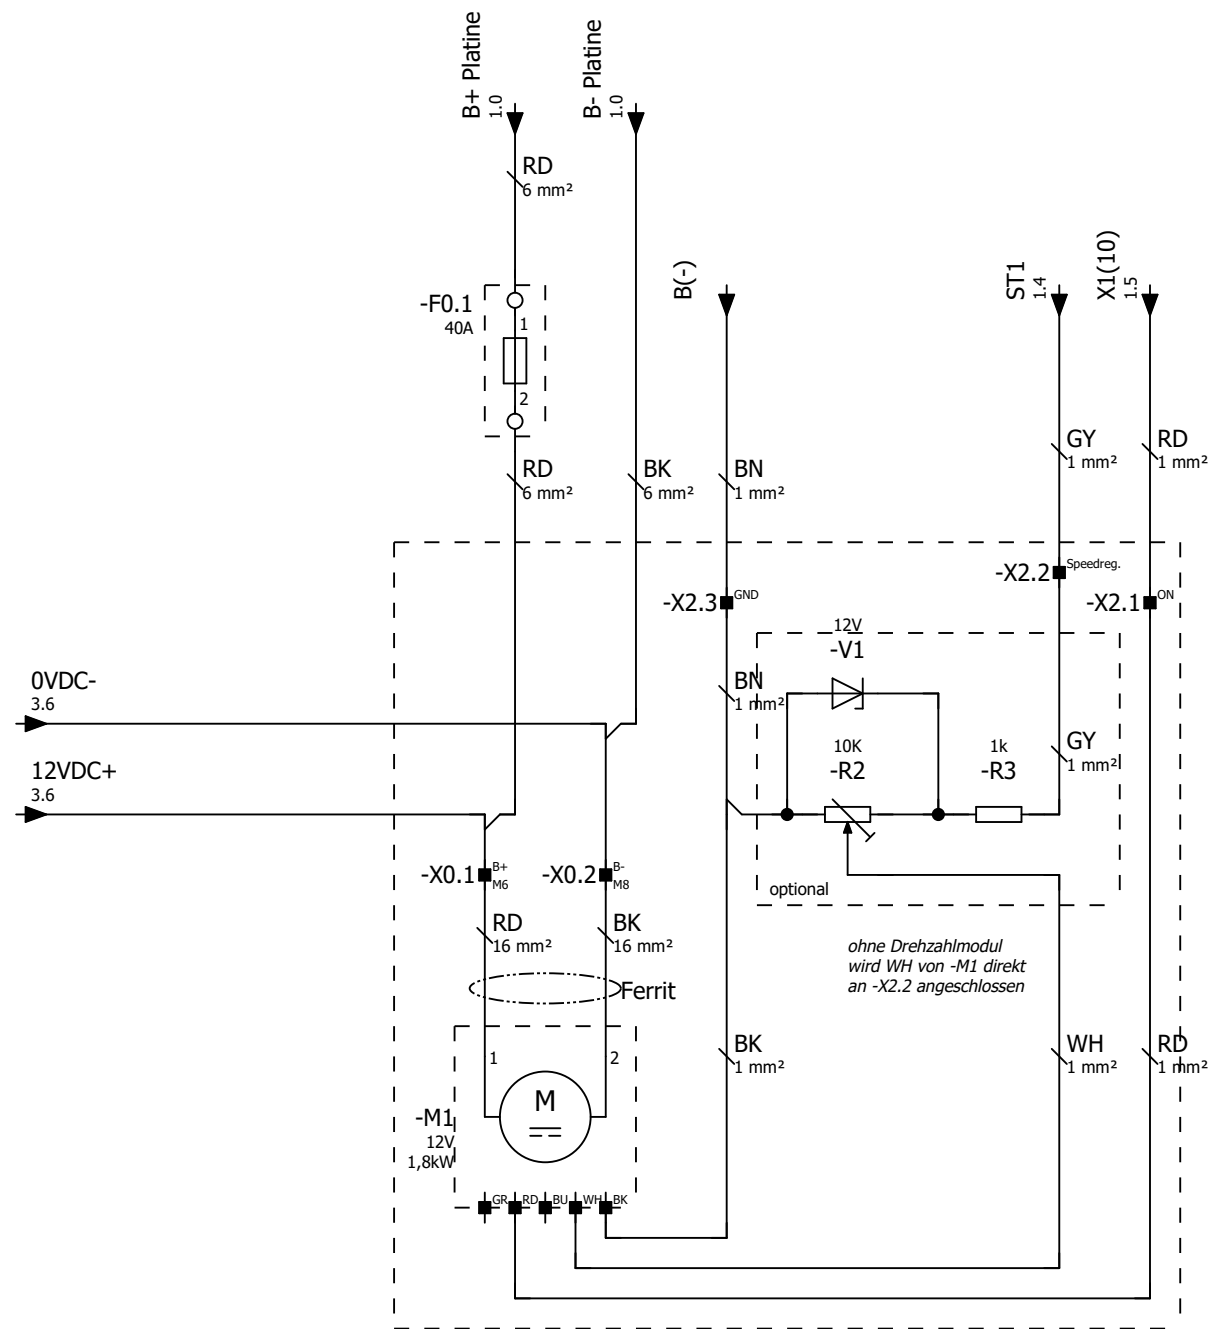 B+ Platine
1.0
B- Platine
1.0
RD
6 mm²
B(-)
ST1
1.4
X1(10)
1.5
-F0.1
40A
1
2
RD
6 mm²
BK
6 mm²
BN
1 mm²
GY
1 mm²
RD
1 mm²
-X2.2
Speedreg.
-X2.3
GND
-X2.1
ON
12V
-V1
0VDC-
3.6
BN
1 mm²
12VDC+
3.6
10K
-R2
1k
-R3
GY
1 mm²
-X0.1
B+
M6
-X0.2
B-
M8
optional
RD
16 mm²
BK
16 mm²
ohne Drehzahlmodul
wird WH von -M1 direkt
an -X2.2 angeschlossen
Ferrit
1
2
BK
1 mm²
WH
1 mm²
RD
1 mm²
M
-M1
12V
1,8kW
GR
RD
BU
WH
BK